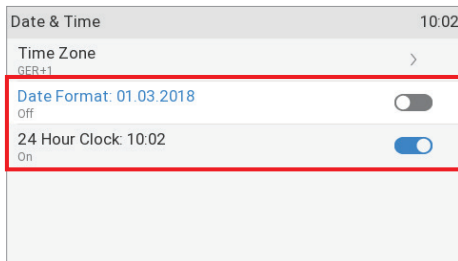 Date & Time 10:02
Time Zone
GER+1
Date Format: 01.03.2018
Off
24 Hour Clock: 10:02
On